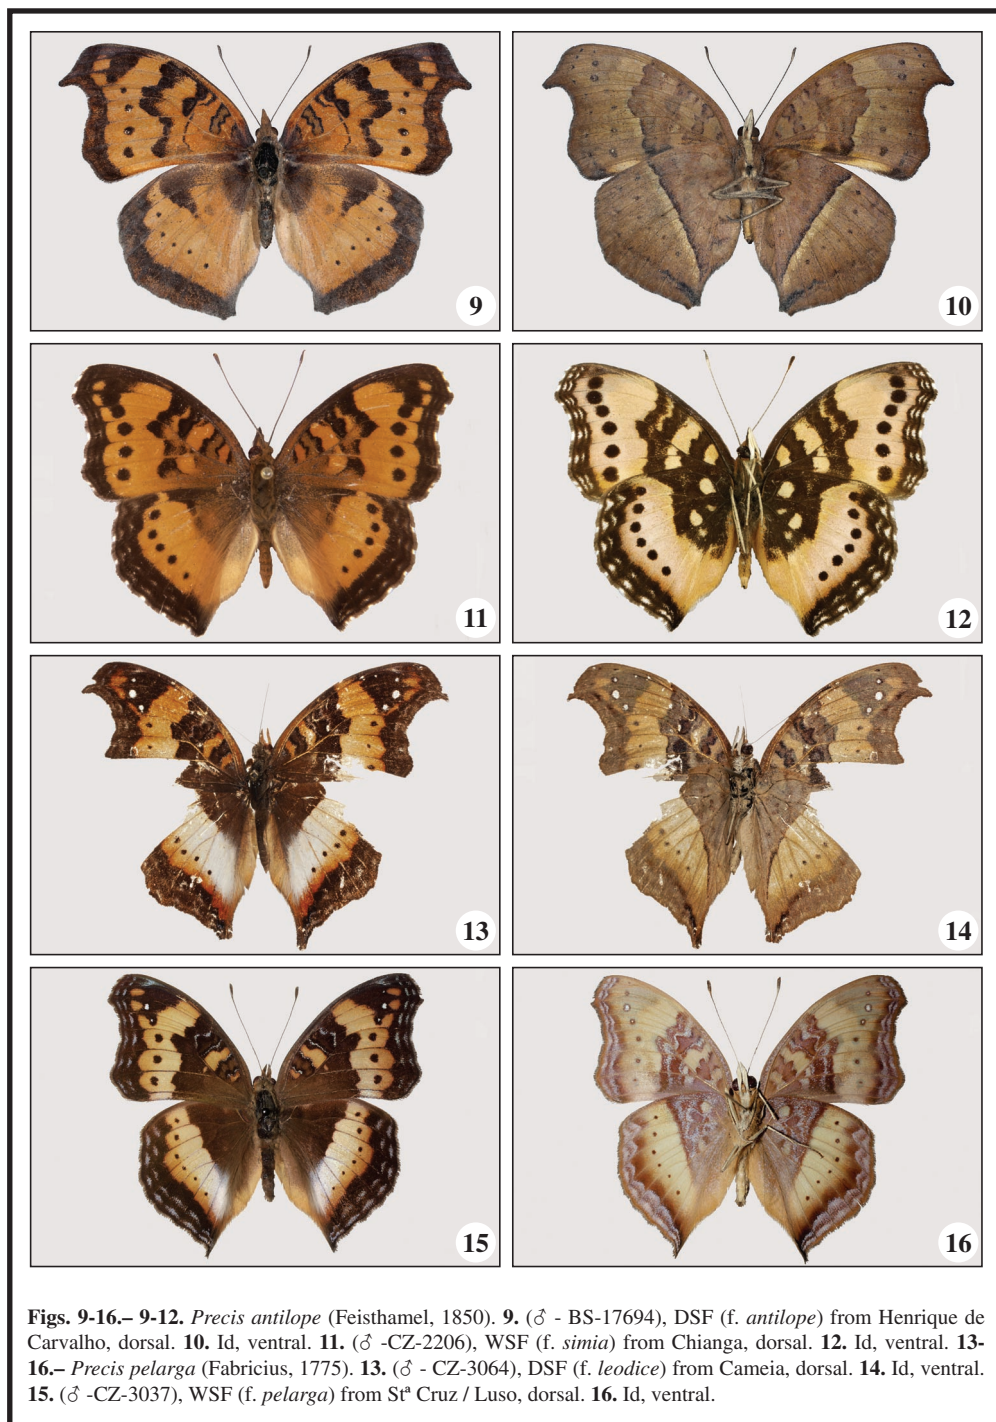 9
10
11
12
13
14
15
16
Figs. 9-16.– 9-12. Precis antilope (Feisthamel, 1850). 9. (♂ - BS-17694), DSF (f. antilope) from Henrique de
Carvalho, dorsal. 10. Id, ventral. 11. (♂ -CZ-2206), WSF (f. simia) from Chianga, dorsal. 12. Id, ventral. 13-
16.– Precis pelarga (Fabricius, 1775). 13. (♂ - CZ-3064), DSF (f. leodice) from Cameia, dorsal. 14. Id, ventral.
15. (♂ -CZ-3037), WSF (f. pelarga) from Stª Cruz / Luso, dorsal. 16. Id, ventral.